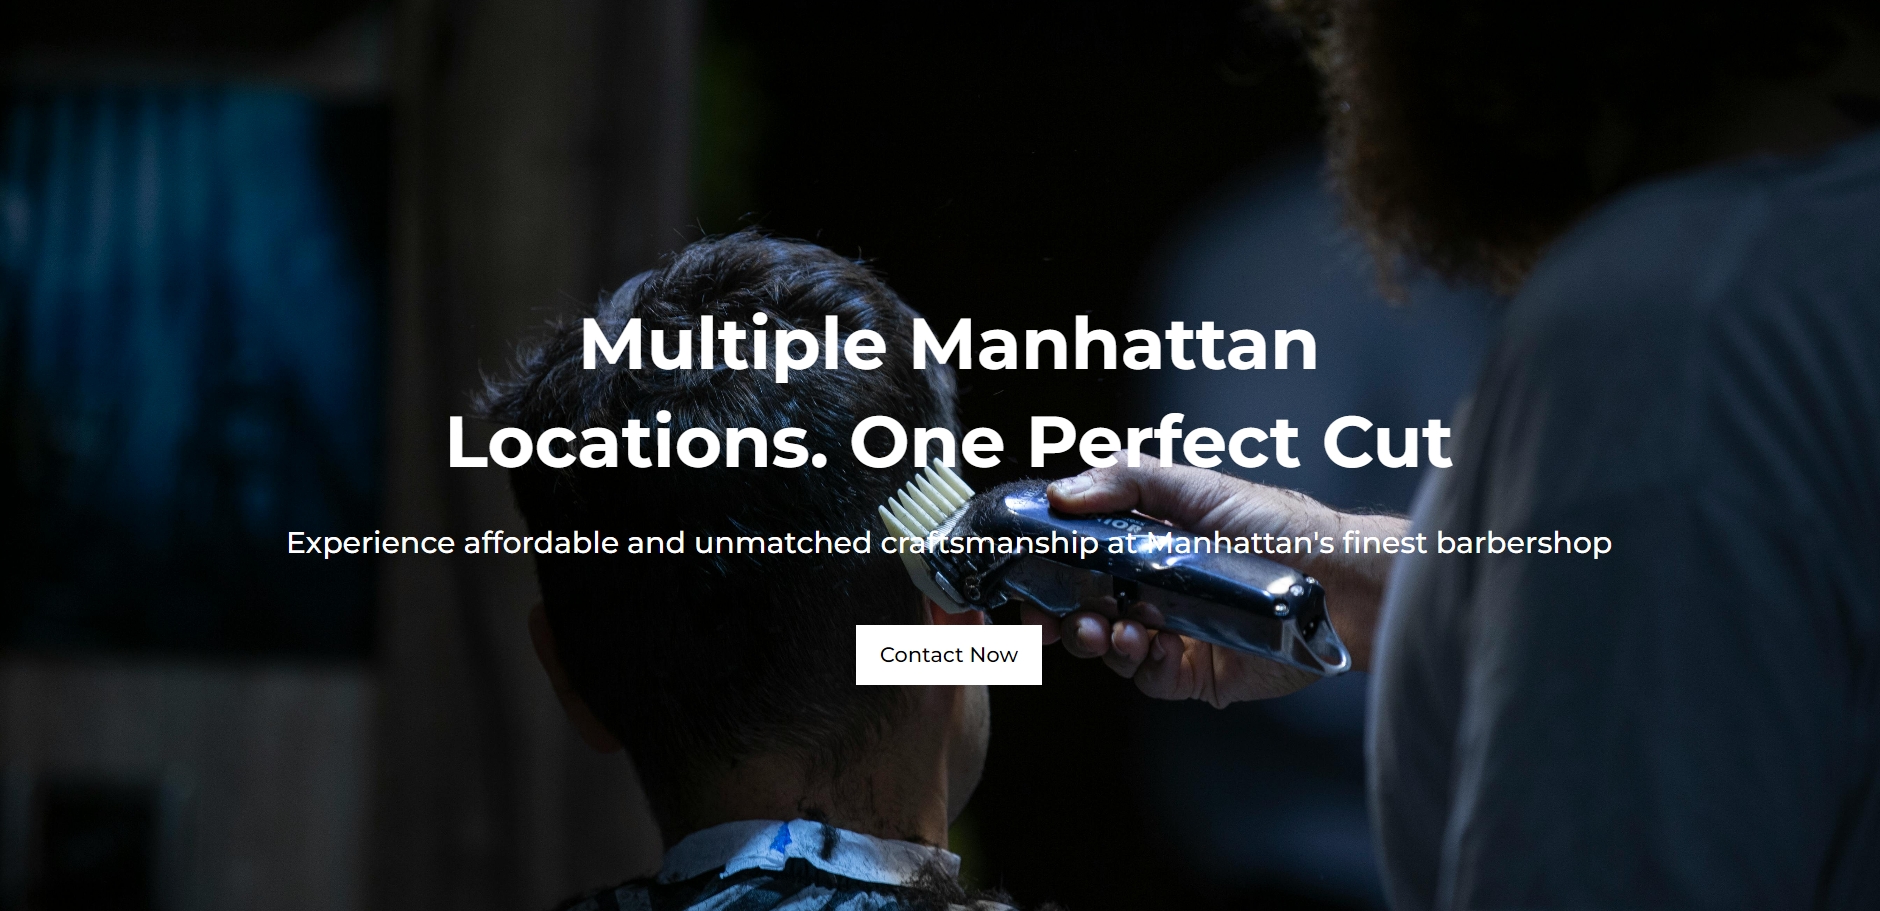 Multiple Manhattan
Locations. One Perfect Cut
Experience affordable and unmatched craftsmanship at Manhattan's finest barbershop
Contact Now